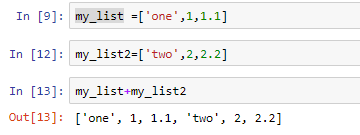 In [9]: my_list =['one',1,1.1]
In [12]: my_list2=['two',2,2.2]
In [13]: my_list+my_list2
Out[13]: ['one', 1, 1.1, 'two', 2, 2.2]